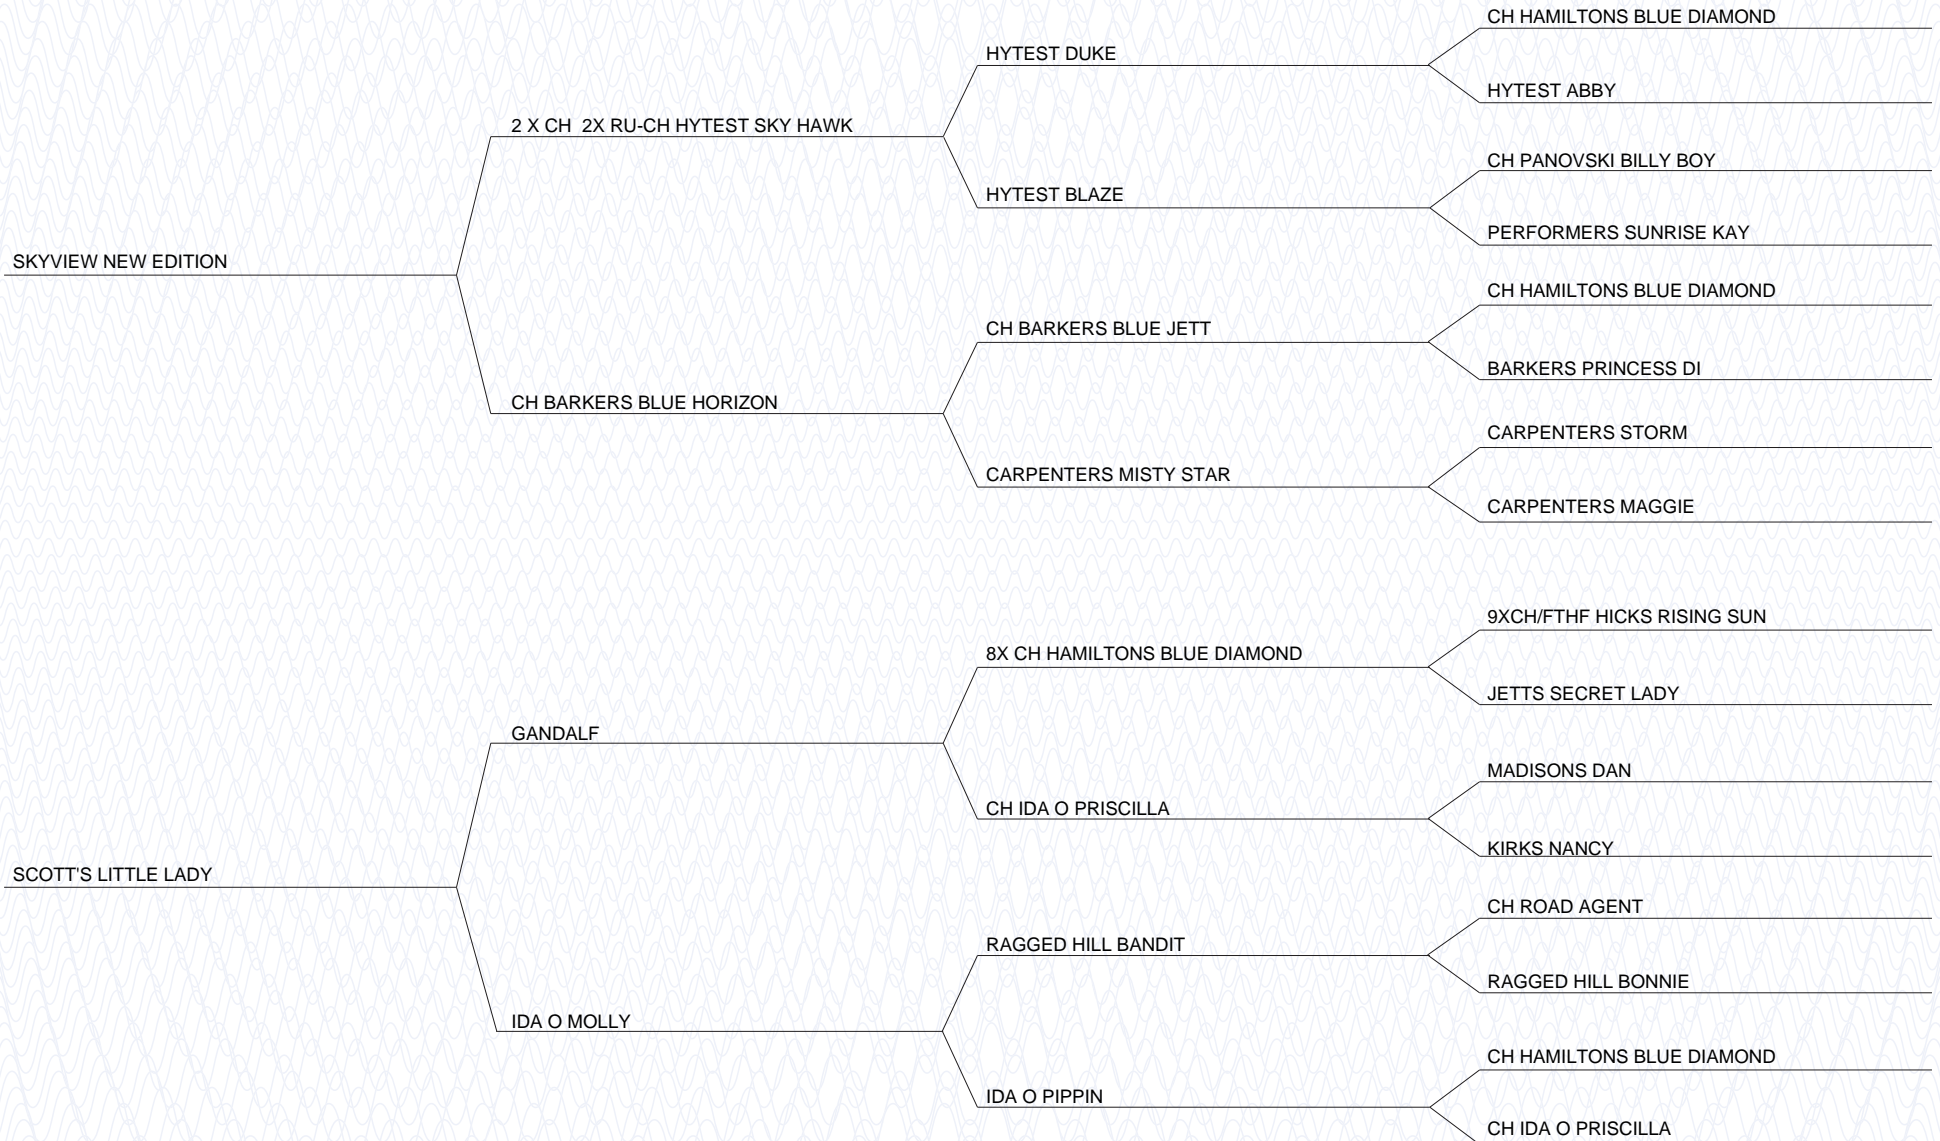 CH HAMILTONS BLUE DIAMOND
HYTEST DUKE
HYTEST ABBY
2 X CH  2X RU-CH HYTEST SKY HAWK
CH PANOVSKI BILLY BOY
HYTEST BLAZE
PERFORMERS SUNRISE KAY
SKYVIEW NEW EDITION
CH HAMILTONS BLUE DIAMOND
CH BARKERS BLUE JETT
BARKERS PRINCESS DI
CH BARKERS BLUE HORIZON
CARPENTERS STORM
CARPENTERS MISTY STAR
CARPENTERS MAGGIE
9XCH/FTHF HICKS RISING SUN
8X CH HAMILTONS BLUE DIAMOND
JETTS SECRET LADY
GANDALF
MADISONS DAN
CH IDA O PRISCILLA
KIRKS NANCY
SCOTT'S LITTLE LADY
CH ROAD AGENT
RAGGED HILL BANDIT
RAGGED HILL BONNIE
IDA O MOLLY
CH HAMILTONS BLUE DIAMOND
IDA O PIPPIN
CH IDA O PRISCILLA